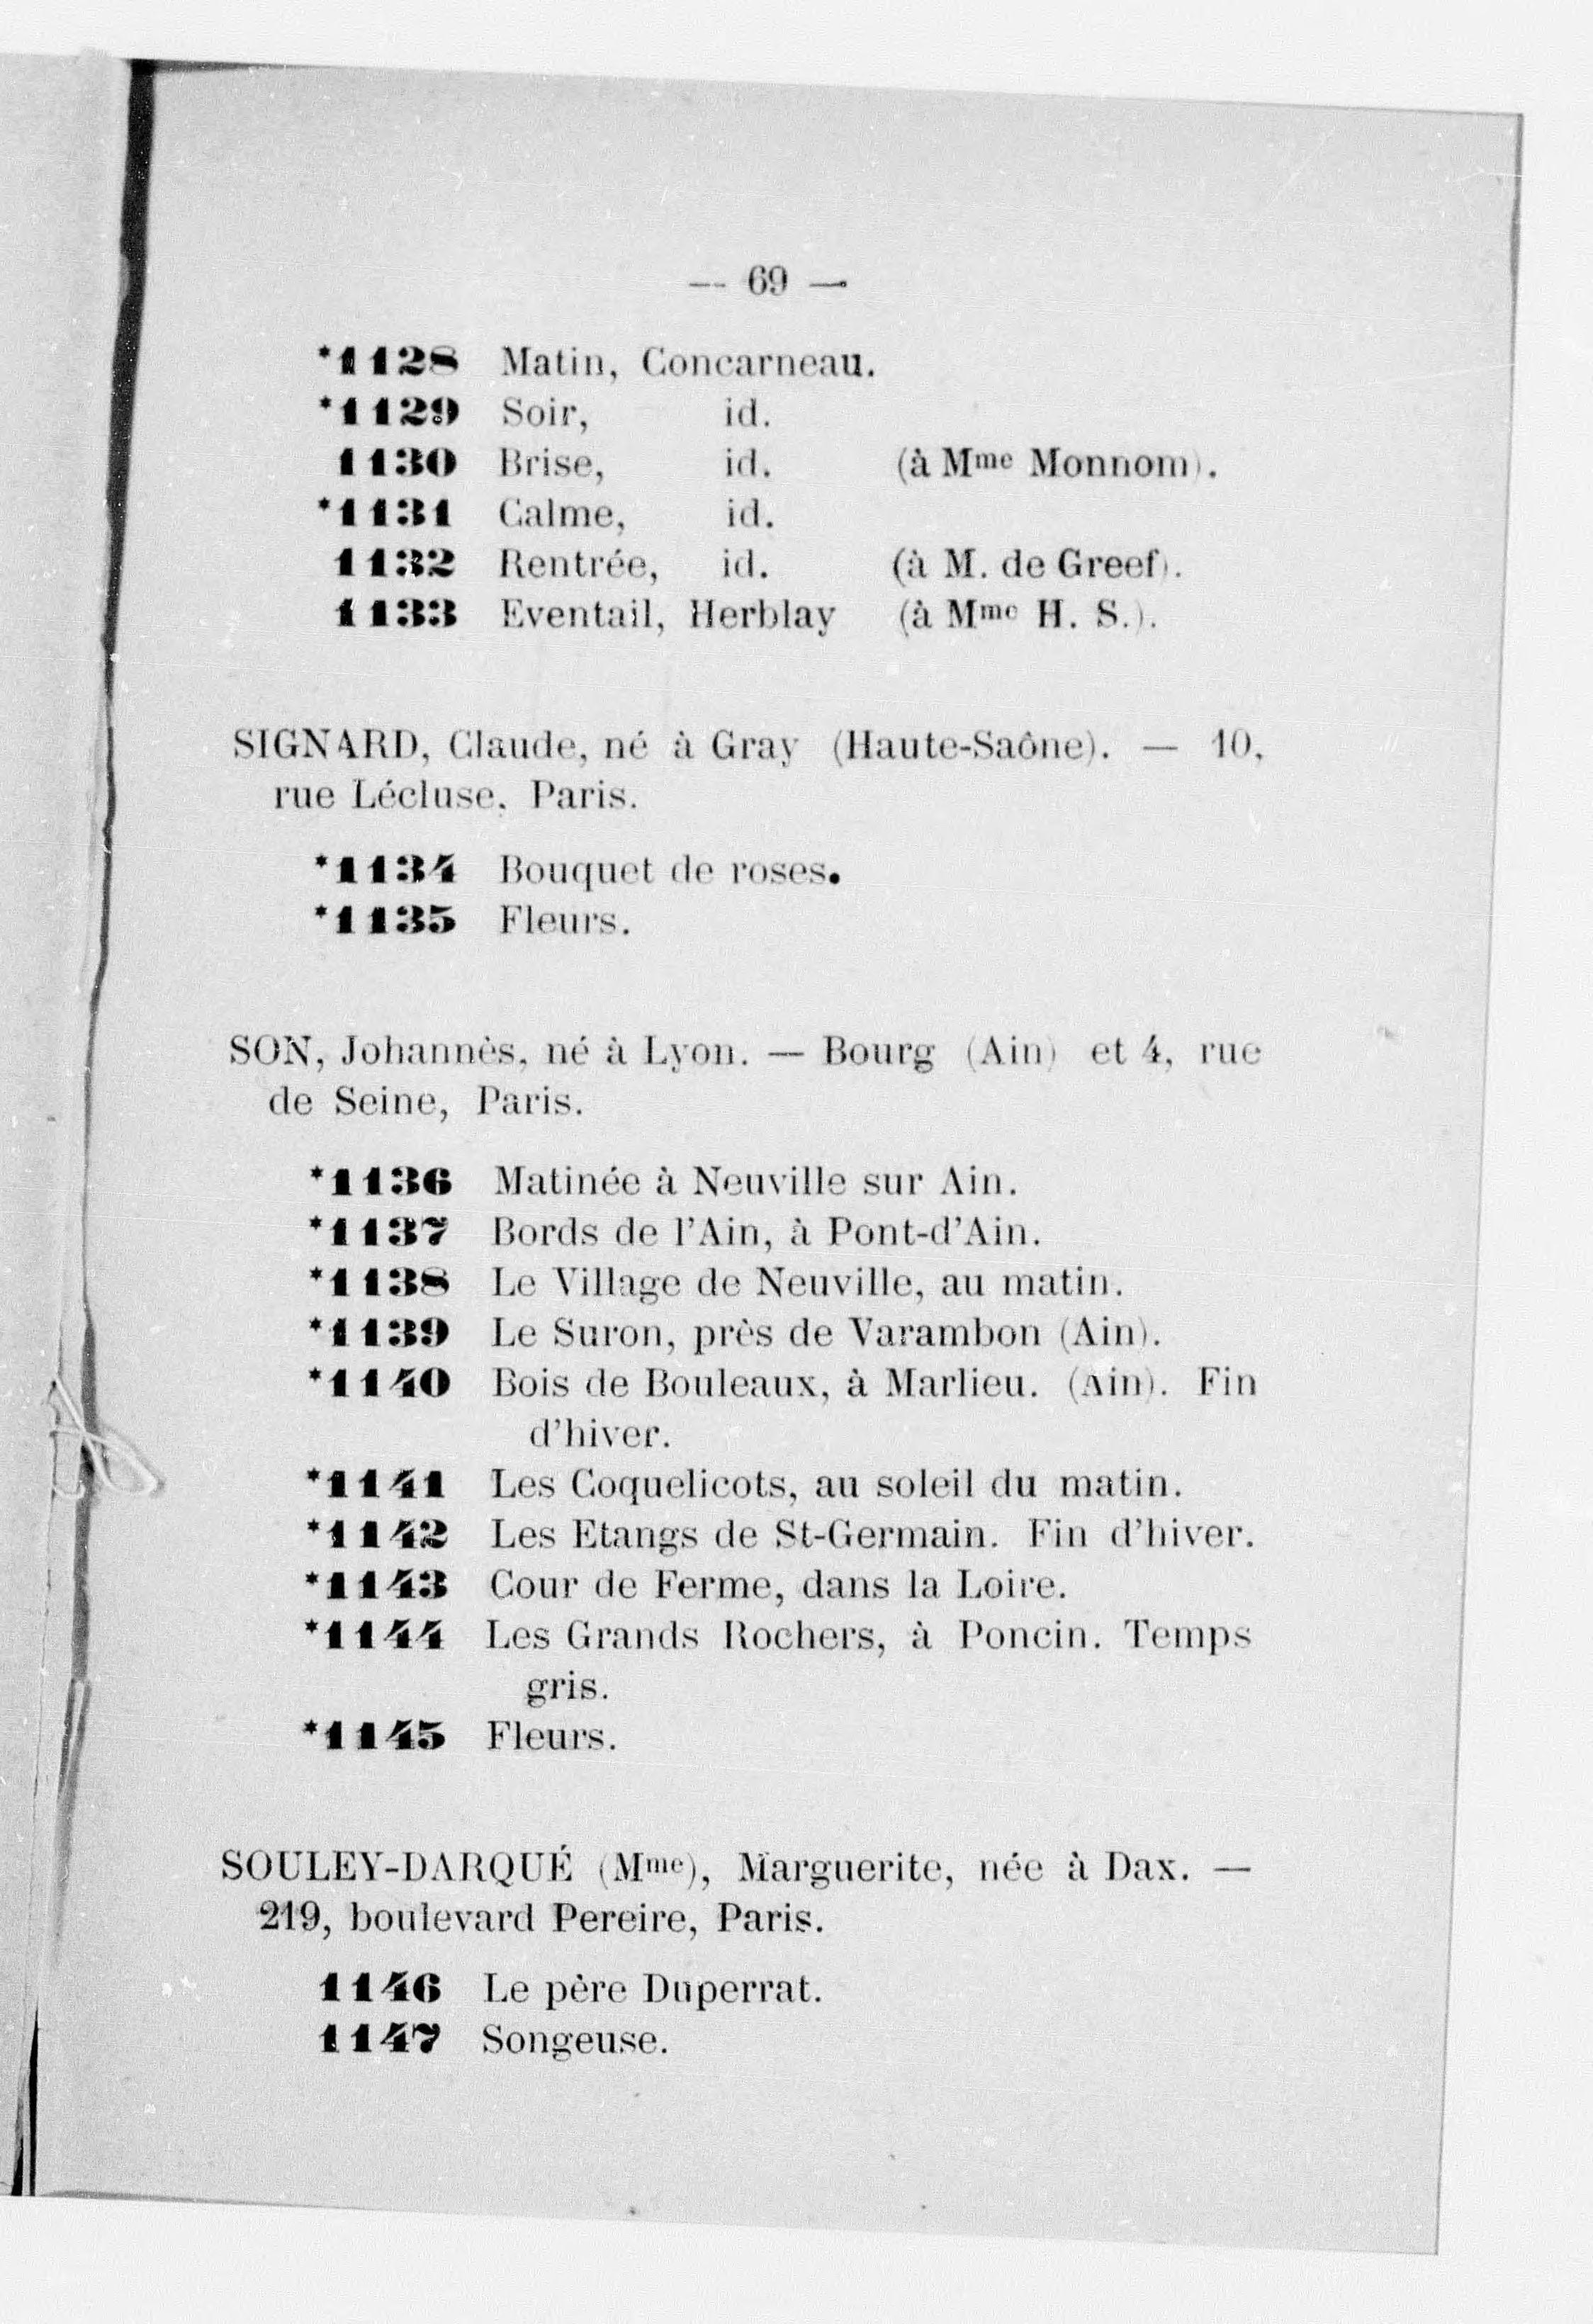 — 69 —
*1128 Matin, Concarneau.
*1129 Soir, id.
1130 Brise, id. (à Mme Monnom).
*1131 Calme, id.
1132 Rentrée, id. (à M. de Greef).
1133 Eventail, Herblay (à Mme H. S.).
SIGNARD, Claude, né à Gray (Haute-Saône). — 10,
rue Lécluse, Paris.
*1134 Bouquet de roses.
*1135 Fleurs.
SON, Johannès, né à Lyon. — Bourg (Ain) et 4, rue
de Seine, Paris.
*1136 Matinée à Neuville sur Ain.
*1137 Bords de l'Ain, à Pont-d'Ain.
*1138 Le Village de Neuville, au matin.
*1139 Le Suron, près de Varambon (Ain).
*1140 Bois de Bouleaux, à Marlieu. (Ain). Fin
d'hiver.
*1141 Les Coquelicots, au soleil du matin.
*1142 Les Etangs de St-Germain. Fin d'hiver.
*1143 Cour de Ferme, dans la Loire.
*1144 Les Grands Rochers, à Poncin. Temps
gris.
*1145 Fleurs.
SOULEY-DARQUÉ (Mme), Marguerite, née à Dax. —
219, boulevard Pereire, Paris.
1146 Le père Duperrat.
1147 Songeuse.